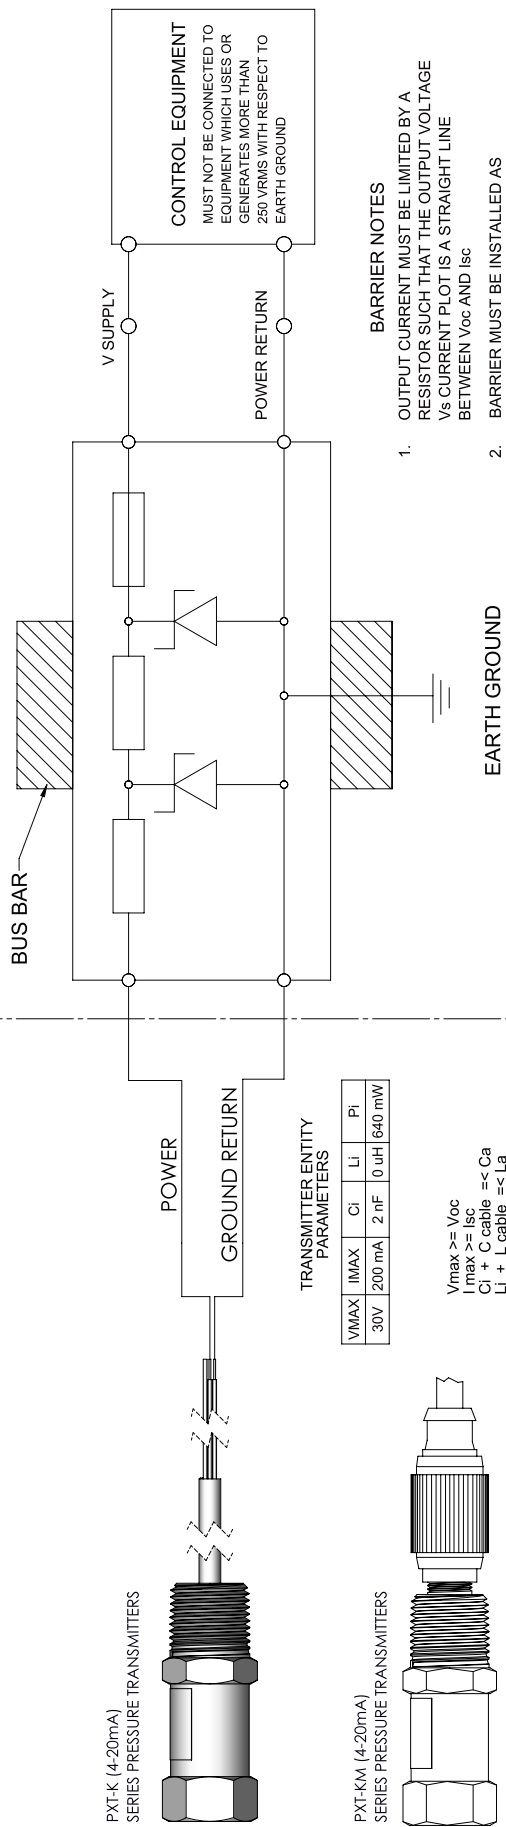 PXT-K (4-20mA)
SERIES PRESSURE TRANSMITTERS
PXT-KM (4-20mA)
SERIES PRESSURE TRANSMITTERS
POWER
GROUND RETURN
TRANSMITTER ENTITY
PARAMETERS
VMAX IMAX Ci Li Pi
30V 200 mA 2 nF 0 uH 640 mW
Vmax >= Voc
I max >= Isc
Ci + C cable =< Ca
Li + L cable =< La
BUS BAR
EARTH GROUND
V SUPPLY
POWER RETURN
CONTROL EQUIPMENT
MUST NOT BE CONNECTED TO
EQUIPMENT WHICH USES OR
GENERATES MORE THAN
250 VRMS WITH RESPECT TO
EARTH GROUND
BARRIER NOTES
1. OUTPUT CURRENT MUST BE LIMITED BY A
RESISTOR SUCH THAT THE OUTPUT VOLTAGE
Vs CURRENT PLOT IS A STRAIGHT LINE
BETWEEN Voc AND Isc
2. BARRIER MUST BE INSTALLED AS